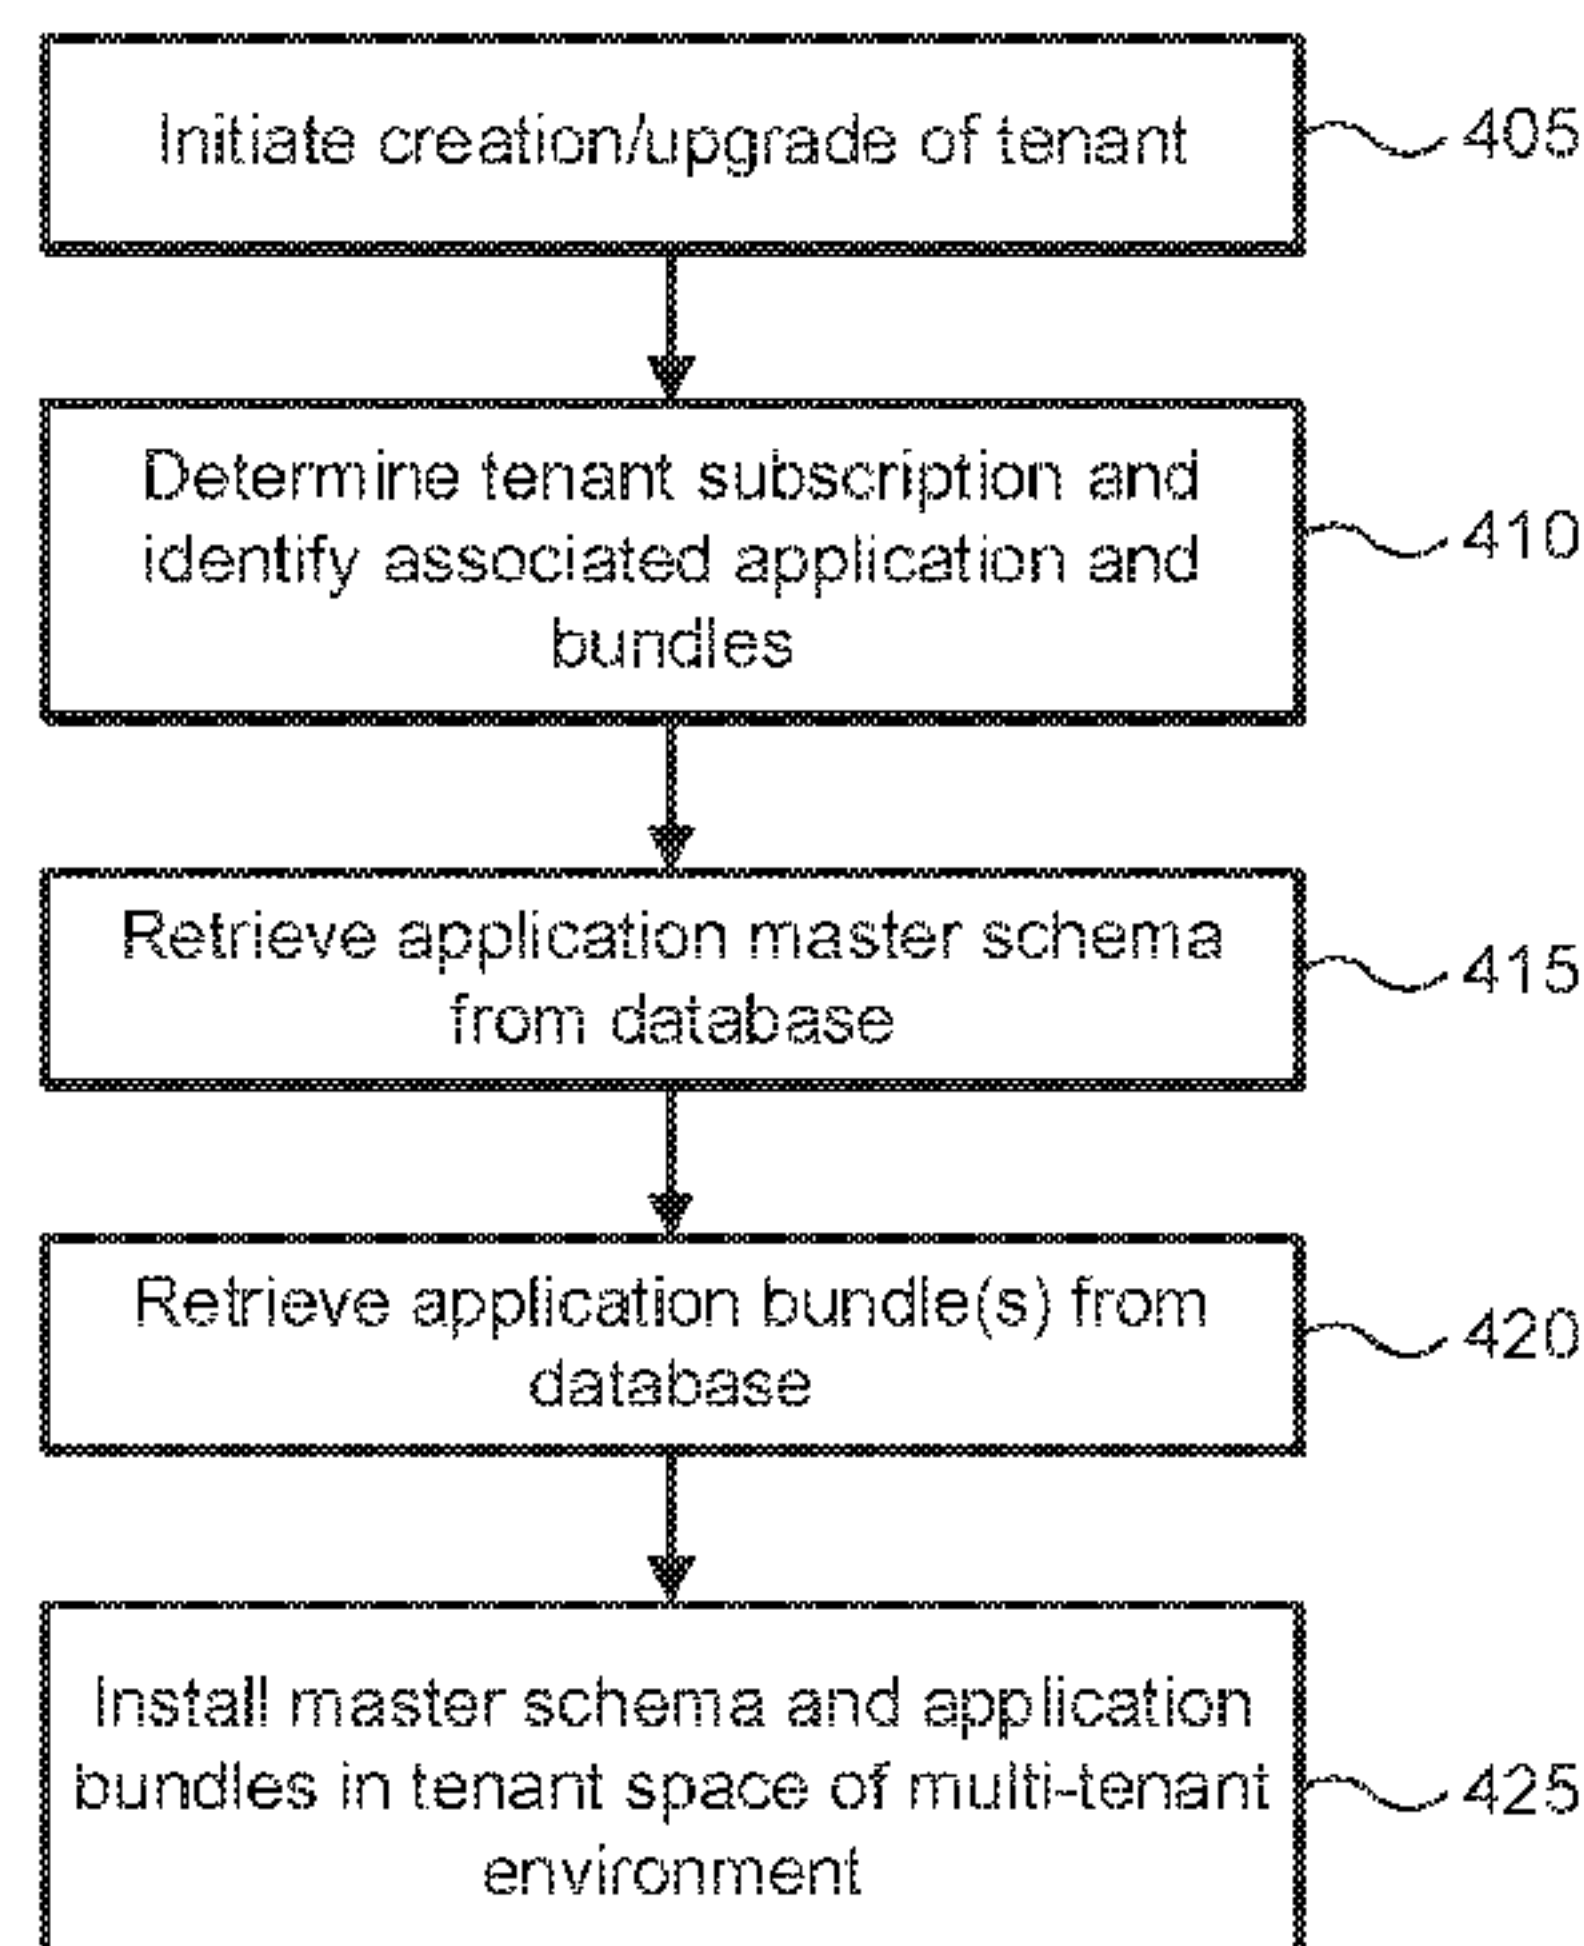 Initiate creation/upgrade of tenant
405
Determine tenant subscription and
identify associated application and
bundles
410
Retrieve application master schema
from database
415
Retrieve application bundle(s) from
database
420
Install master schema and application
bundles in tenant space of multi-tenant
environment
425